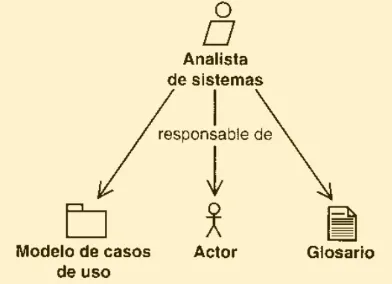 Analista
de sistemas
responsable de
Modelo de casos
de uso
Actor
Glosario